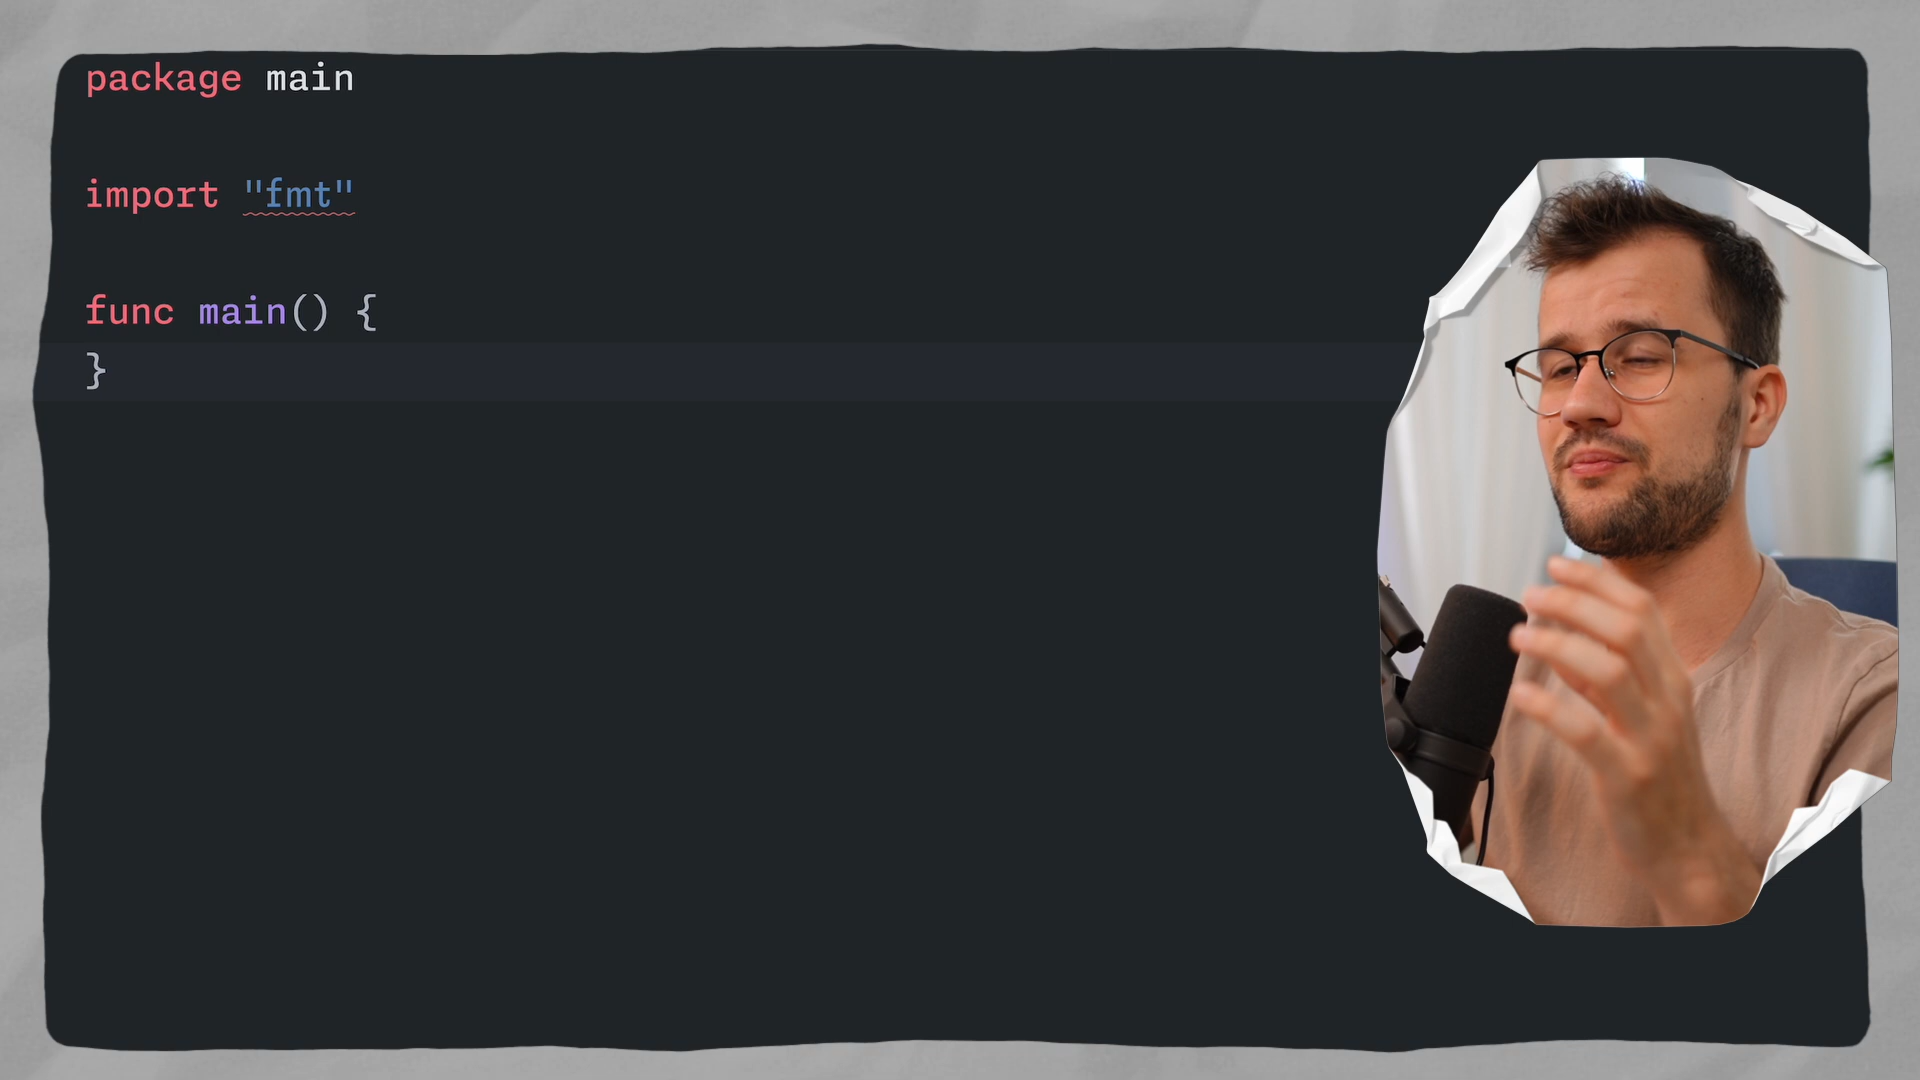 package main
import "fmt"
func main() {
}